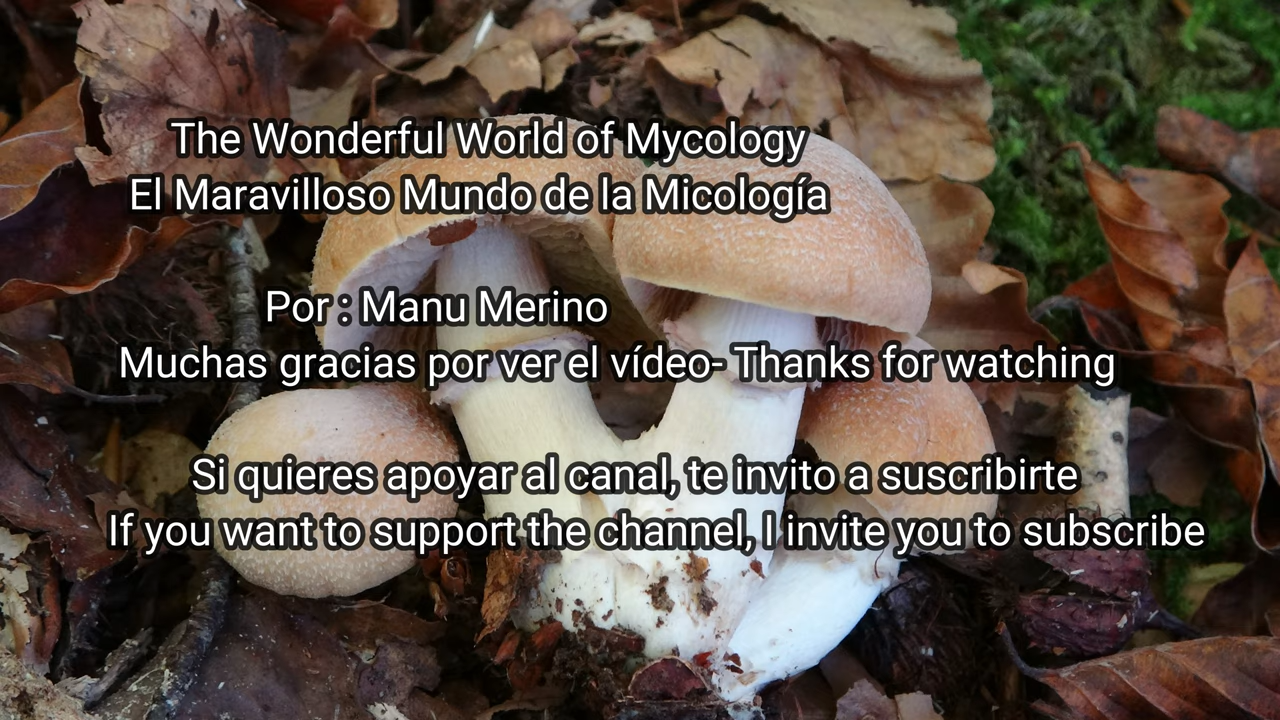 The Wonderful World of Mycology
El Maravilloso Mundo de la Micología
Por : Manu Merino
Muchas gracias por ver el vídeo- Thanks for watching
Si quieres apoyar al canal, te invito a suscribirte
If you want to support the channel, I invite you to subscribe